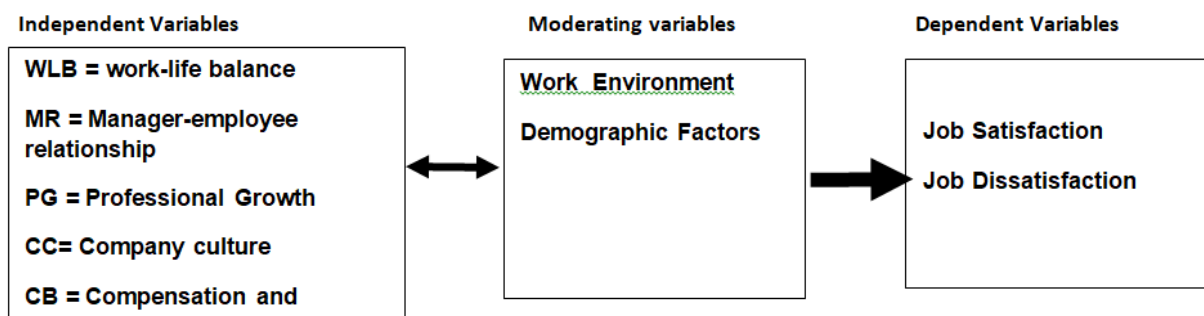 Independent Variables
WLB = work-life balance
MR = Manager-employee
relationship
PG = Professional Growth
CC= Company culture
CB = Compensation and
Moderating variables
Work Environment
Demographic Factors
Dependent Variables
Job Satisfaction
Job Dissatisfaction